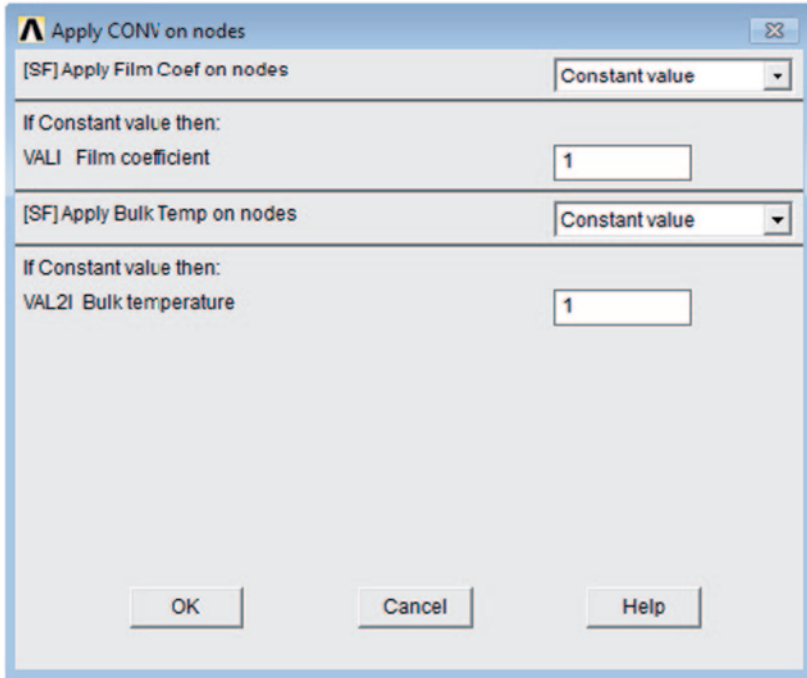 Apply CONV on nodes
[SF] Apply Film Coef on nodes Constant value
If Constant value then:
VALI Film coefficient 1
[SF] Apply Bulk Temp on nodes Constant value
If Constant value then:
VAL2I Bulk temperature 1
OK Cancel Help